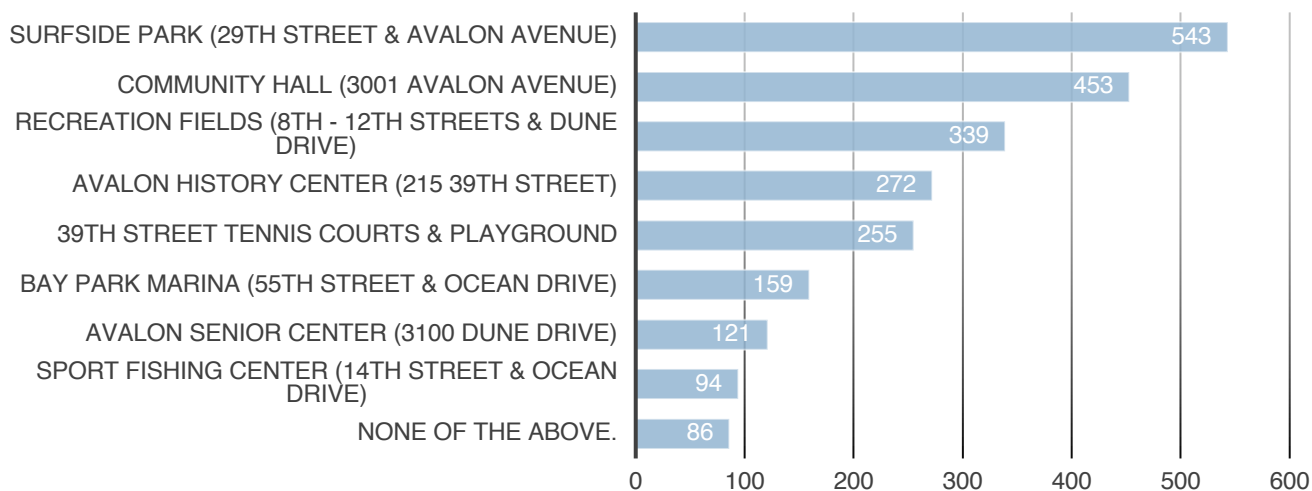 SURFSIDE PARK (29TH STREET & AVALON AVENUE)
543
COMMUNITY HALL (3001 AVALON AVENUE)
453
RECREATION FIELDS (8TH - 12TH STREETS & DUNE
DRIVE)
339
AVALON HISTORY CENTER (215 39TH STREET)
272
39TH STREET TENNIS COURTS & PLAYGROUND
255
BAY PARK MARINA (55TH STREET & OCEAN DRIVE)
159
AVALON SENIOR CENTER (3100 DUNE DRIVE)
121
SPORT FISHING CENTER (14TH STREET & OCEAN
DRIVE)
94
NONE OF THE ABOVE.
86
0 100 200 300 400 500 600